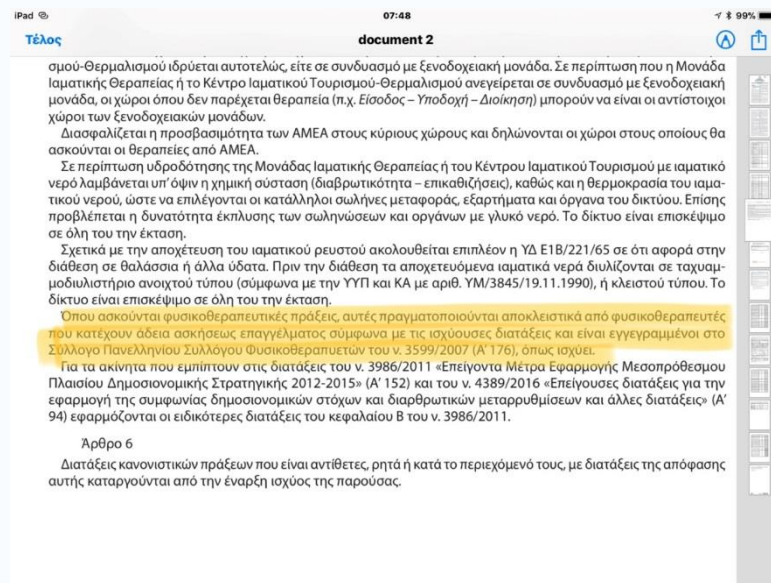 iPad
07:48
99%
Τέλος
document 2
σμού-Θερμαλισμού ιδρύεται αυτοτελώς, είτε σε συνδυασμό με ξενοδοχειακή μονάδα. Σε περίπτωση που η Μονάδα
Ιαματικής Θεραπείας ή το Κέντρο Ιαματικού Τουρισμού-Θερμαλισμού ανεγείρεται σε συνδυασμό με ξενοδοχειακή
μονάδα, οι χώροι όπου δεν παρέχεται θεραπεία (π.χ. Είσοδος – Υποδοχή – Διοίκηση) μπορούν να είναι οι αντίστοιχοι
χώροι των ξενοδοχειακών μονάδων.
Διασφαλίζεται η προσβασιμότητα των ΑΜΕΑ στους κύριους χώρους και δηλώνονται οι χώροι στους οποίους θα
ασκούνται οι θεραπείες από ΑΜΕΑ.
Σε περίπτωση υδροδότησης της Μονάδας Ιαματικής Θεραπείας ή του Κέντρου Ιαματικού Τουρισμού με ιαματικό
νερό λαμβάνεται υπ' όψιν η χημική σύσταση (διαβρωτικότητα – επικαθιζήσεις), καθώς και η θερμοκρασία του ιαμα-
τικού νερού, ώστε να επιλέγονται οι κατάλληλοι σωλήνες μεταφοράς, εξαρτήματα και όργανα του δικτύου. Επίσης
προβλέπεται η δυνατότητα έκπλυσης των σωληνώσεων και οργάνων με γλυκό νερό. Το δίκτυο είναι επισκέψιμο
σε όλη του την έκταση.
Σχετικά με την αποχέτευση του ιαματικού ρευστού ακολουθείται επιπλέον η ΥΔ Ε1Β/221/65 σε ότι αφορά στην
διάθεση σε θαλάσσια ή άλλα ύδατα. Πριν την διάθεση τα αποχετευόμενα ιαματικά νερά διυλίζονται σε ταχυαμ-
μοδιυλιστήριο ανοιχτού τύπου (σύμφωνα με την ΥΥΠ και ΚΑ με αριθ. ΥΜ/3845/19.11.1990), ή κλειστού τύπου. Το
δίκτυο είναι επισκέψιμο σε όλη του την έκταση.
Όπου ασκούνται φυσικοθεραπευτικές πράξεις, αυτές πραγματοποιούνται αποκλειστικά από φυσικοθεραπευτές
που κατέχουν άδεια ασκήσεως επαγγέλματος σύμφωνα με τις ισχύουσες διατάξεις και είναι εγγεγραμμένοι στο
Σύλλογο Πανελληνίου Συλλόγου Φυσικοθεραπευετών του ν. 3599/2007 (Α' 176), όπως ισχύει.
Για τα ακίνητα που εμπίπτουν στις διατάξεις του ν. 3986/2011 «Επείγοντα Μέτρα Εφαρμογής Μεσοπρόθεσμου
Πλαισίου Δημοσιονομικής Στρατηγικής 2012-2015» (Α' 152) και του ν. 4389/2016 «Επείγουσες διατάξεις για την
εφαρμογή της συμφωνίας δημοσιονομικών στόχων και διαρθρωτικών μεταρρυθμίσεων και άλλες διατάξεις» (Α'
94) εφαρμόζονται οι ειδικότερες διατάξεις του κεφαλαίου Β του ν. 3986/2011.
Άρθρο 6
Διατάξεις κανονιστικών πράξεων που είναι αντίθετες, ρητά ή κατά το περιεχόμενό τους, με διατάξεις της απόφασης
αυτής καταργούνται από την έναρξη ισχύος της παρούσας.